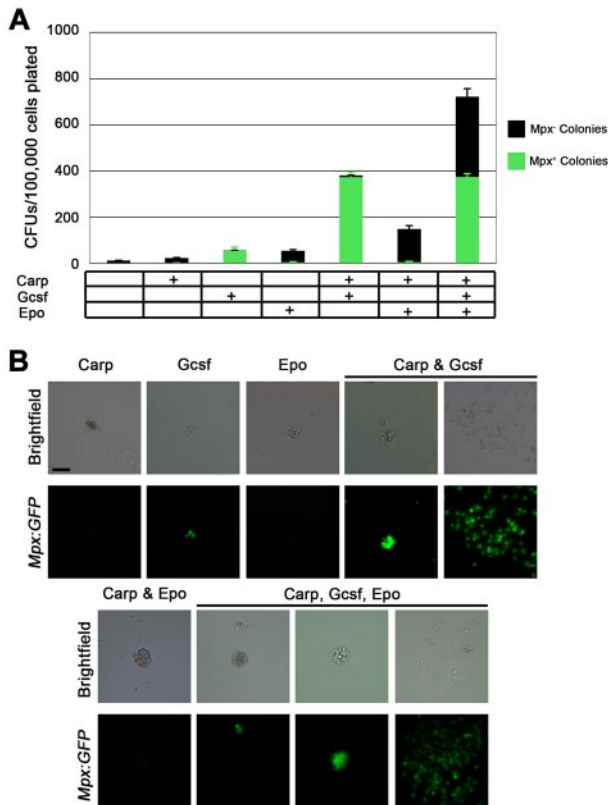 A
1000
800
600
400
200
0
CFUs/100,000 cells plated
Mpx- Colonies
Mpx+ Colonies
Carp + + + +
Gcsf + + +
Epo + + +
B
Carp Gcsf Epo Carp & Gcsf
Brightfield
Mpx:GFP
Carp & Epo Carp, Gcsf, Epo
Brightfield
Mpx:GFP